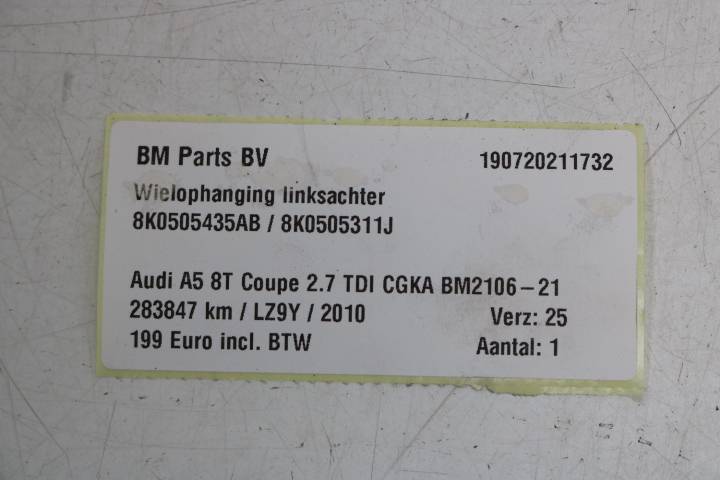 BM Parts BV 190720211732
Wielophanging linksachter
8K0505435AB / 8K0505311J
Audi A5 8T Coupe 2.7 TDI CGKA BM2106-21
283847 km / LZ9Y / 2010 Verz: 25
199 Euro incl. BTW Aantal: 1